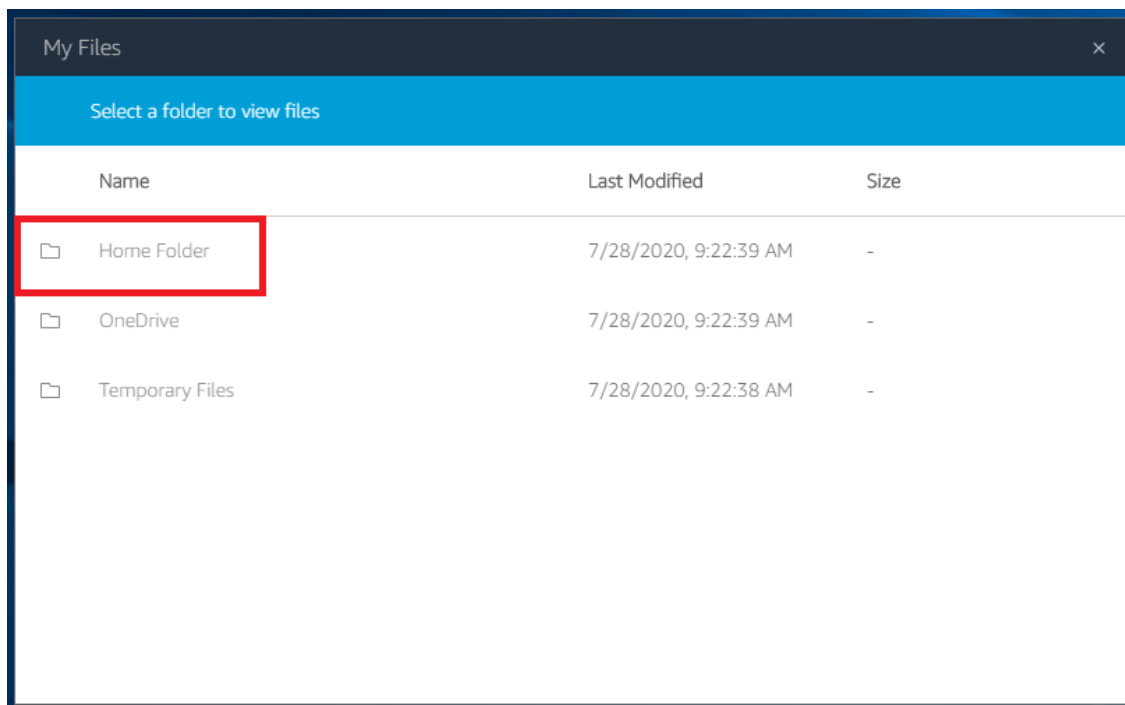 My Files ×
Select a folder to view files
Name Last Modified Size
Home Folder 7/28/2020, 9:22:39 AM -
OneDrive 7/28/2020, 9:22:39 AM -
Temporary Files 7/28/2020, 9:22:38 AM -